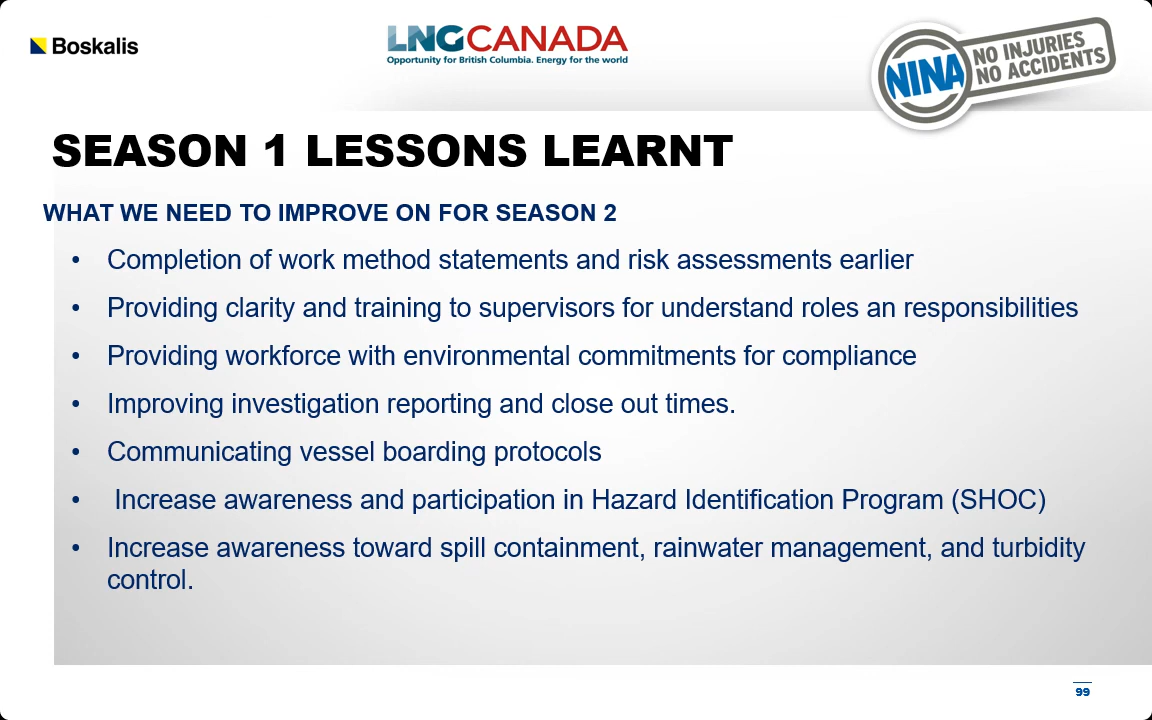 Boskalis
LNGCANADA
Opportunity for British Columbia. Energy for the world
NINA NO INJURIES
NO ACCIDENTS
SEASON 1 LESSONS LEARNT
WHAT WE NEED TO IMPROVE ON FOR SEASON 2
• Completion of work method statements and risk assessments earlier
• Providing clarity and training to supervisors for understand roles an responsibilities
• Providing workforce with environmental commitments for compliance
• Improving investigation reporting and close out times.
• Communicating vessel boarding protocols
• Increase awareness and participation in Hazard Identification Program (SHOC)
• Increase awareness toward spill containment, rainwater management, and turbidity
control.
99